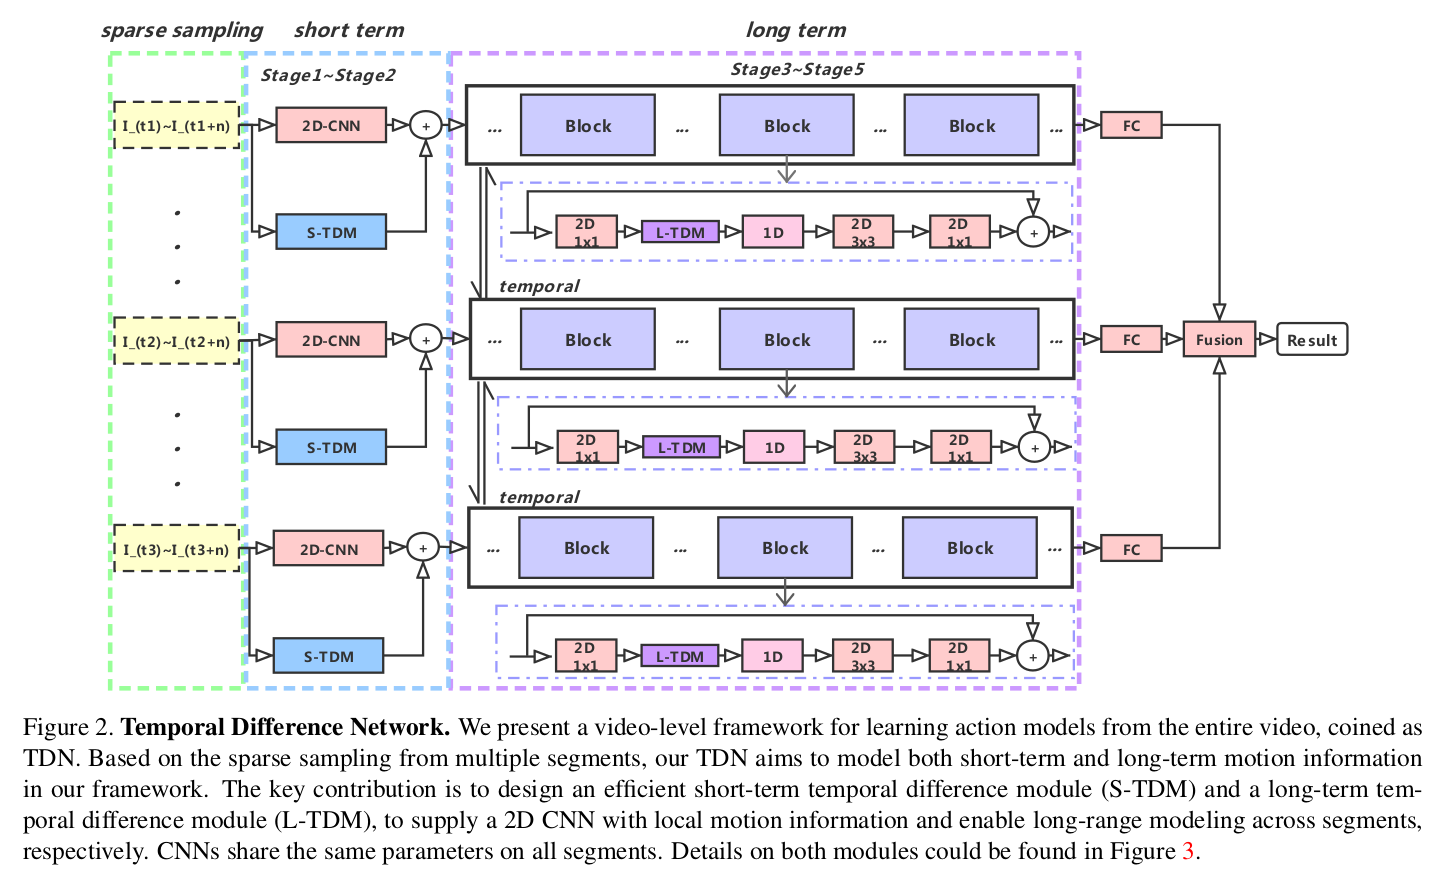 sparse sampling short term long term
Stage1~Stage2 Stage3~Stage5
I_(t1)~I_(t1+n) 2D-CNN + ... Block ... Block ... Block ... FC
S-TDM 2D 1x1 L-TDM 1D 2D 3x3 2D 1x1 +
temporal
I_(t2)~I_(t2+n) 2D-CNN + ... Block ... Block ... Block ... FC Fusion Result
S-TDM 2D 1x1 L-TDM 1D 2D 3x3 2D 1x1 +
temporal
I_(t3)~I_(t3+n) 2D-CNN + ... Block ... Block ... Block ... FC
S-TDM 2D 1x1 L-TDM 1D 2D 3x3 2D 1x1 +
Figure 2. Temporal Difference Network. We present a video-level framework for learning action models from the entire video, coined as
TDN. Based on the sparse sampling from multiple segments, our TDN aims to model both short-term and long-term motion information
in our framework. The key contribution is to design an efficient short-term temporal difference module (S-TDM) and a long-term tem-
poral difference module (L-TDM), to supply a 2D CNN with local motion information and enable long-range modeling across segments,
respectively. CNNs share the same parameters on all segments. Details on both modules could be found in Figure 3.